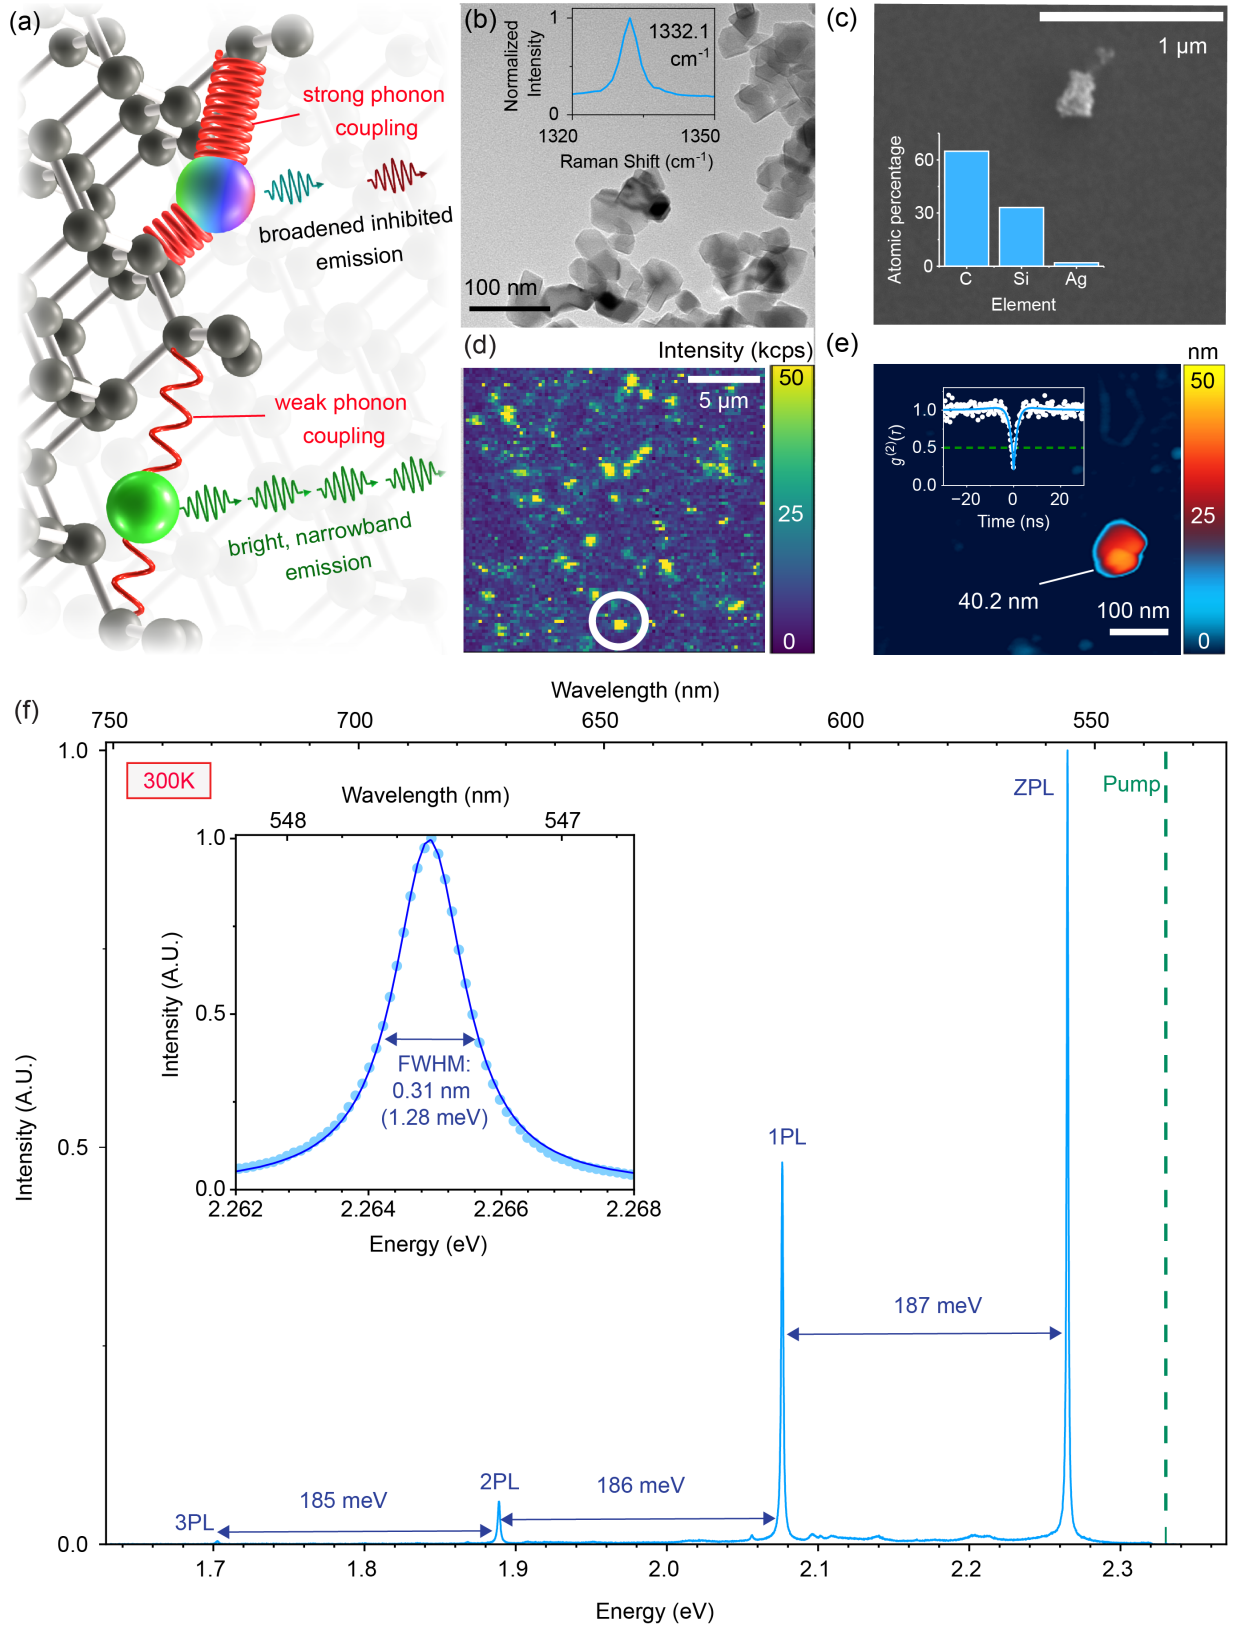 (a)
strong phonon
coupling
broadened inhibited
emission
weak phonon
coupling
bright, narrowband
emission
(b)
Normalized
Intensity
1
0
1332.1
cm⁻¹
1320
1350
Raman Shift (cm⁻¹)
100 nm
(c)
1 µm
Atomic percentage
60
30
0
C Si Ag
Element
(d)
Intensity (kcps)
50
25
0
5 µm
(e)
nm
50
25
0
g⁽²⁾(τ)
1.0
0.5
0.0
−20 0 20
Time (ns)
40.2 nm
100 nm
(f)
Wavelength (nm)
750 700 650 600 550
1.0
0.5
0.0
Intensity (A.U.)
300K
Wavelength (nm)
548 547
1.0
0.5
0.0
Intensity (A.U.)
FWHM:
0.31 nm
(1.28 meV)
2.262 2.264 2.266 2.268
Energy (eV)
ZPL
Pump
1PL
187 meV
2PL
186 meV
185 meV
3PL
1.7 1.8 1.9 2.0 2.1 2.2 2.3
Energy (eV)